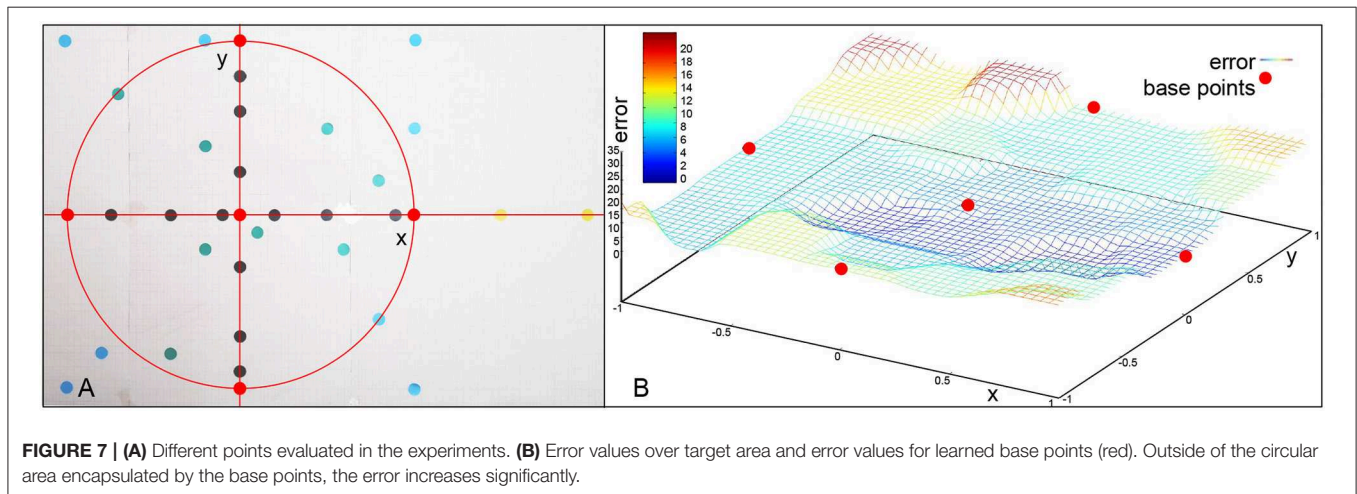 y
x
A
20
18
16
14
12
10
8
6
4
2
0
error
base points
error
35
30
25
20
15
10
5
0
-1
-0.5
0
0.5
1
x
-1
-0.5
0
0.5
1
y
B
FIGURE 7 | (A) Different points evaluated in the experiments. (B) Error values over target area and error values for learned base points (red). Outside of the circular
area encapsulated by the base points, the error increases significantly.